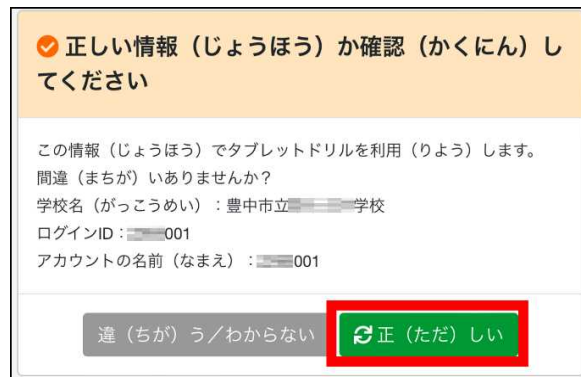 正しい情報（じょうほう）か確認（かくにん）し
てください
この情報（じょうほう）でタブレットドリルを利用（りよう）します。
間違（まちが）いありませんか？
学校名（がっこうめい）：豊中市立 学校
ログインID： 001
アカウントの名前（なまえ）： 001
違（ちが）う／わからない
正（ただ）しい